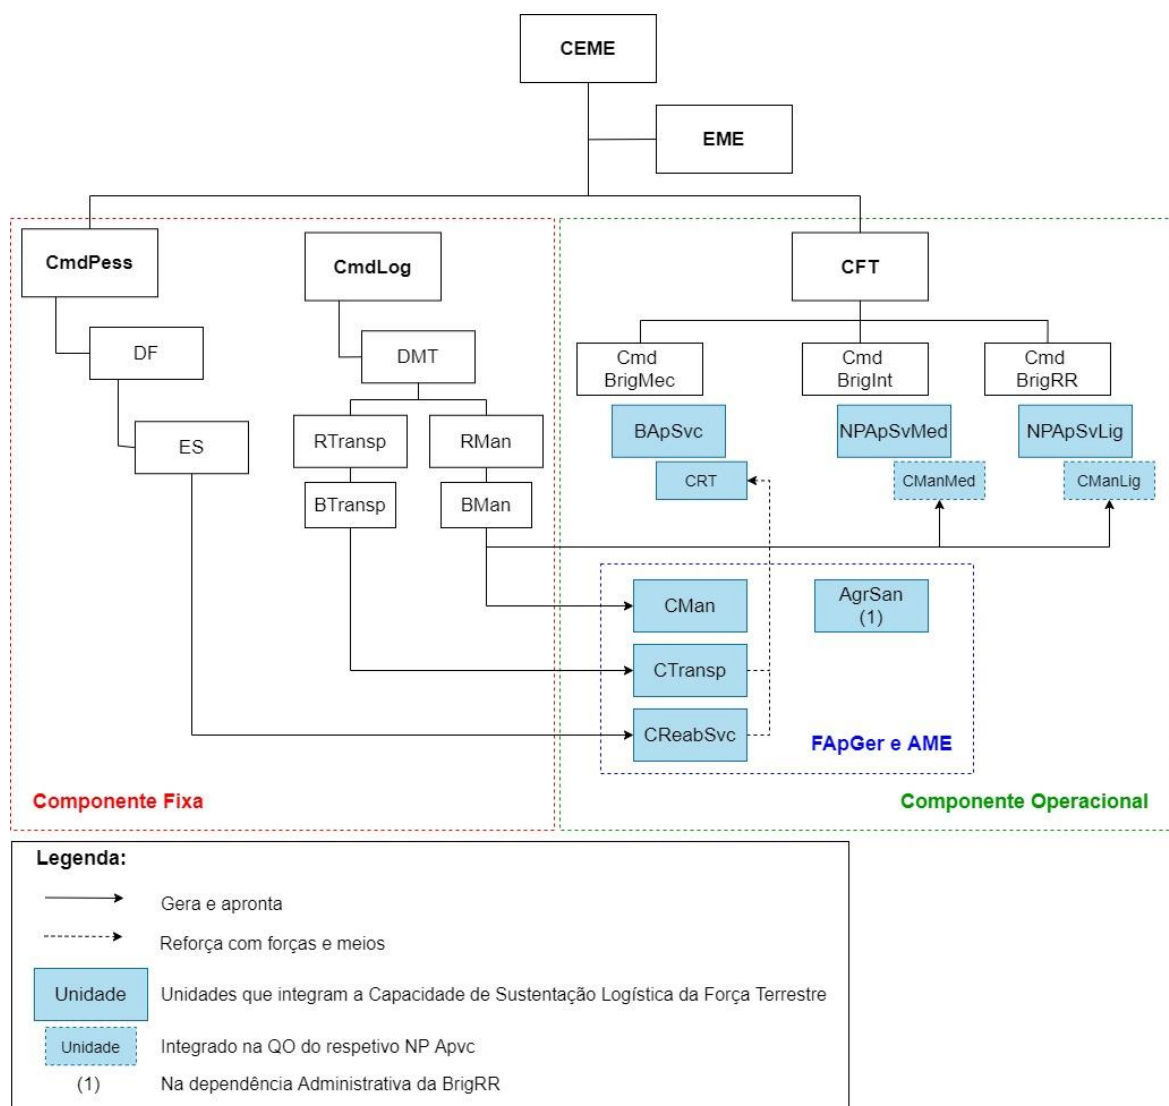 CEME
EME
CmdPess
CmdLog
CFT
DF
DMT
Cmd
BrigMec
Cmd
BrigInt
Cmd
BrigRR
ES
RTransp
RMan
BApSvc
NPApSvMed
NPApSvLig
BTransp
BMan
CRT
CManMed
CManLig
CMan
AgrSan
(1)
CTransp
CReabSvc
FApGer e AME
Componente Fixa
Componente Operacional
Legenda:
Gera e apronta
Reforça com forças e meios
Unidade
Unidades que integram a Capacidade de Sustentação Logística da Força Terrestre
Unidade
Integrado na QO do respetivo NP Apvc
(1)
Na dependência Administrativa da BrigRR